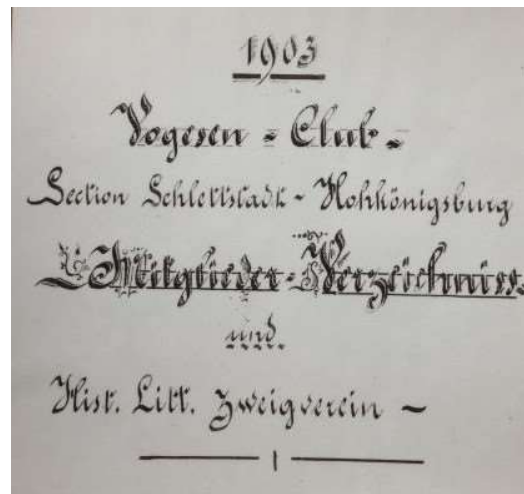 1903
Vogesen - Club -
Section Schlettstadt - Hohkönigsburg
Mitglieder-Verzeichniss.
und.
Hist. Litt. Zweigverein -